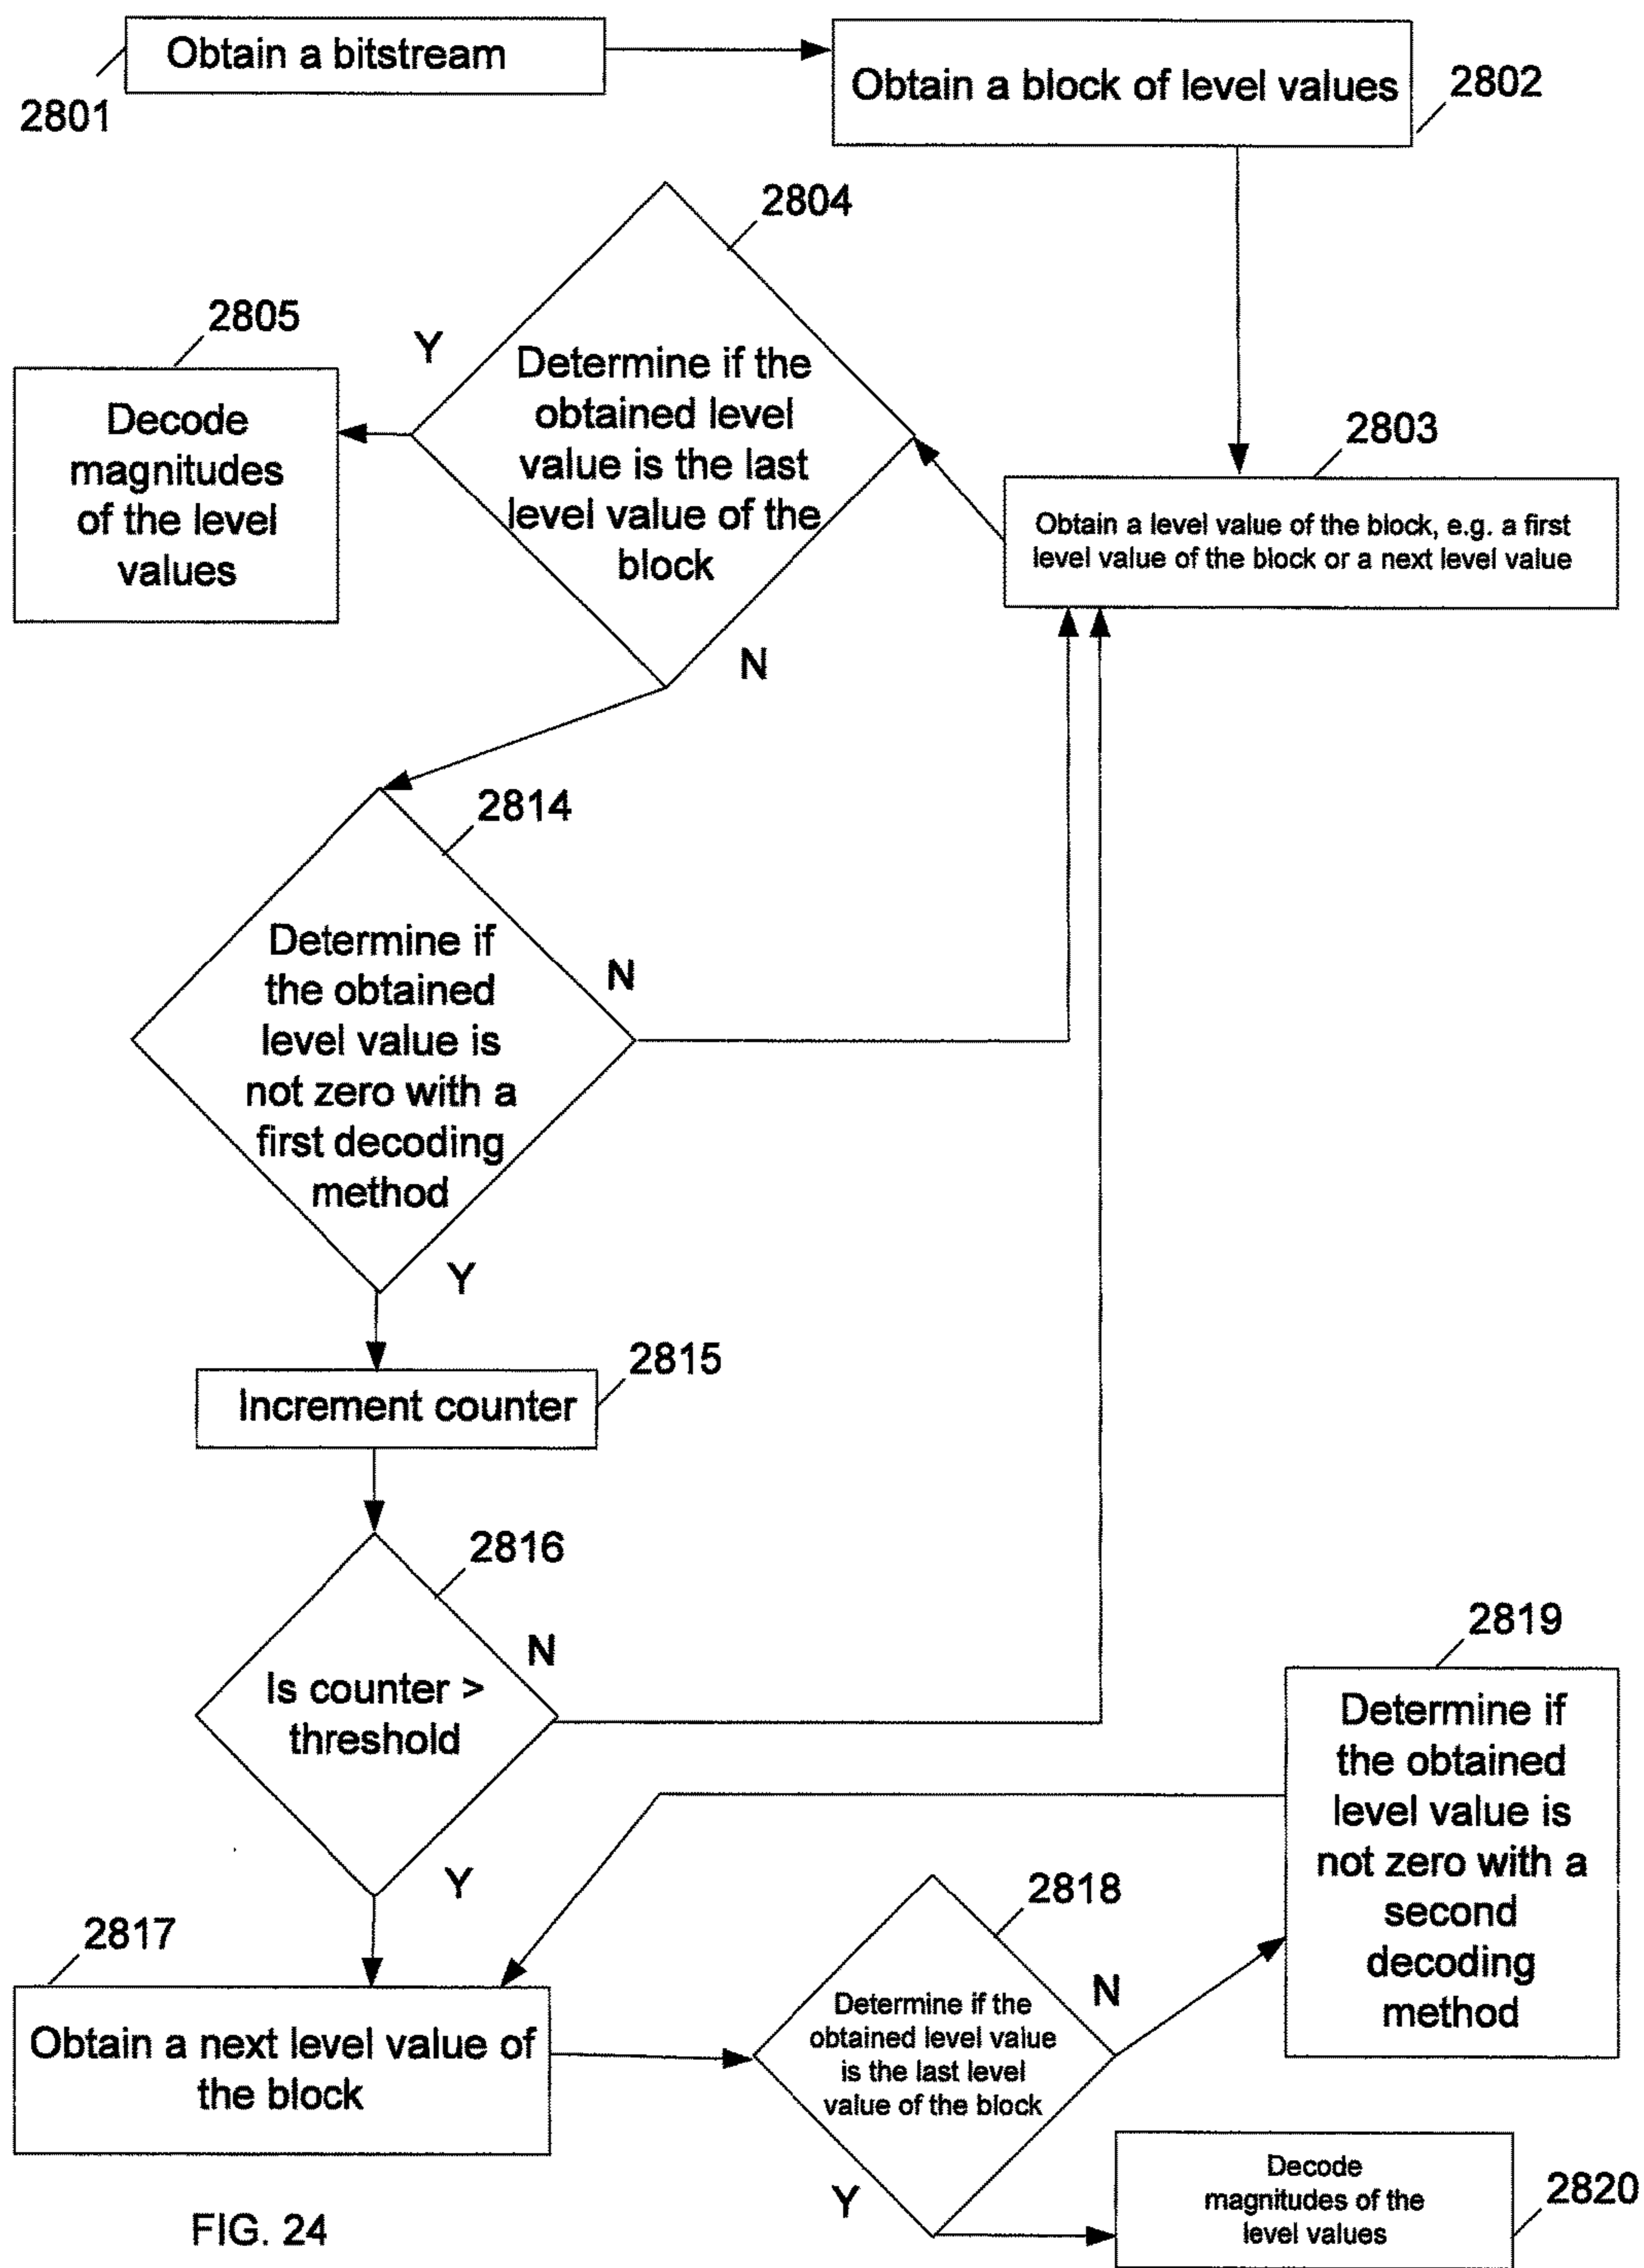 Obtain a bitstream
2801
Obtain a block of level values
2802
2804
2805
Y
Determine if the
obtained level
value is the last
level value of the
block
Decode
magnitudes
of the level
values
2803
Obtain a level value of the block, e.g. a first
level value of the block or a next level value
N
2814
Determine if
the obtained
level value is
not zero with a
first decoding
method
N
Y
2815
Increment counter
2816
Is counter >
threshold
N
Y
2819
Determine if
the obtained
level value is
not zero with a
second
decoding
method
2817
Obtain a next level value of
the block
2818
Determine if the
obtained level value
is the last level
value of the block
N
Y
Decode
magnitudes of the
level values
2820
FIG. 24